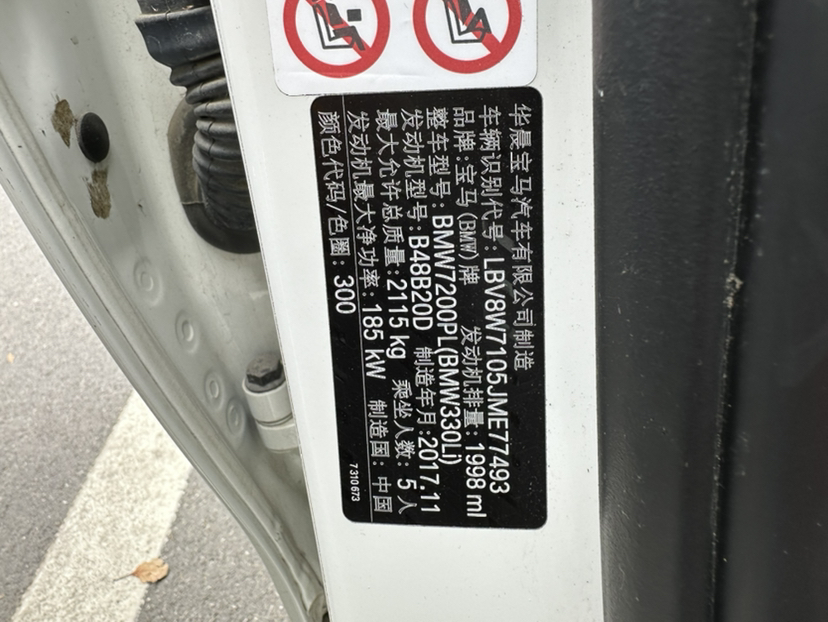 华晨宝马汽车有限公司制造
车辆识别代号: LBV8W7105JME77493
品牌:宝马(BMW)牌 发动机排量: 1998 ml
整车型号: BMW7200PL(BMW330Li)
发动机型号: B48B20D 制造年月: 2017.11
最大允许总质量: 2115 kg 乘坐人数: 5 人
发动机最大净功率: 185 kW 制造国: 中国
颜色代码/色圈: 300
7 310 673